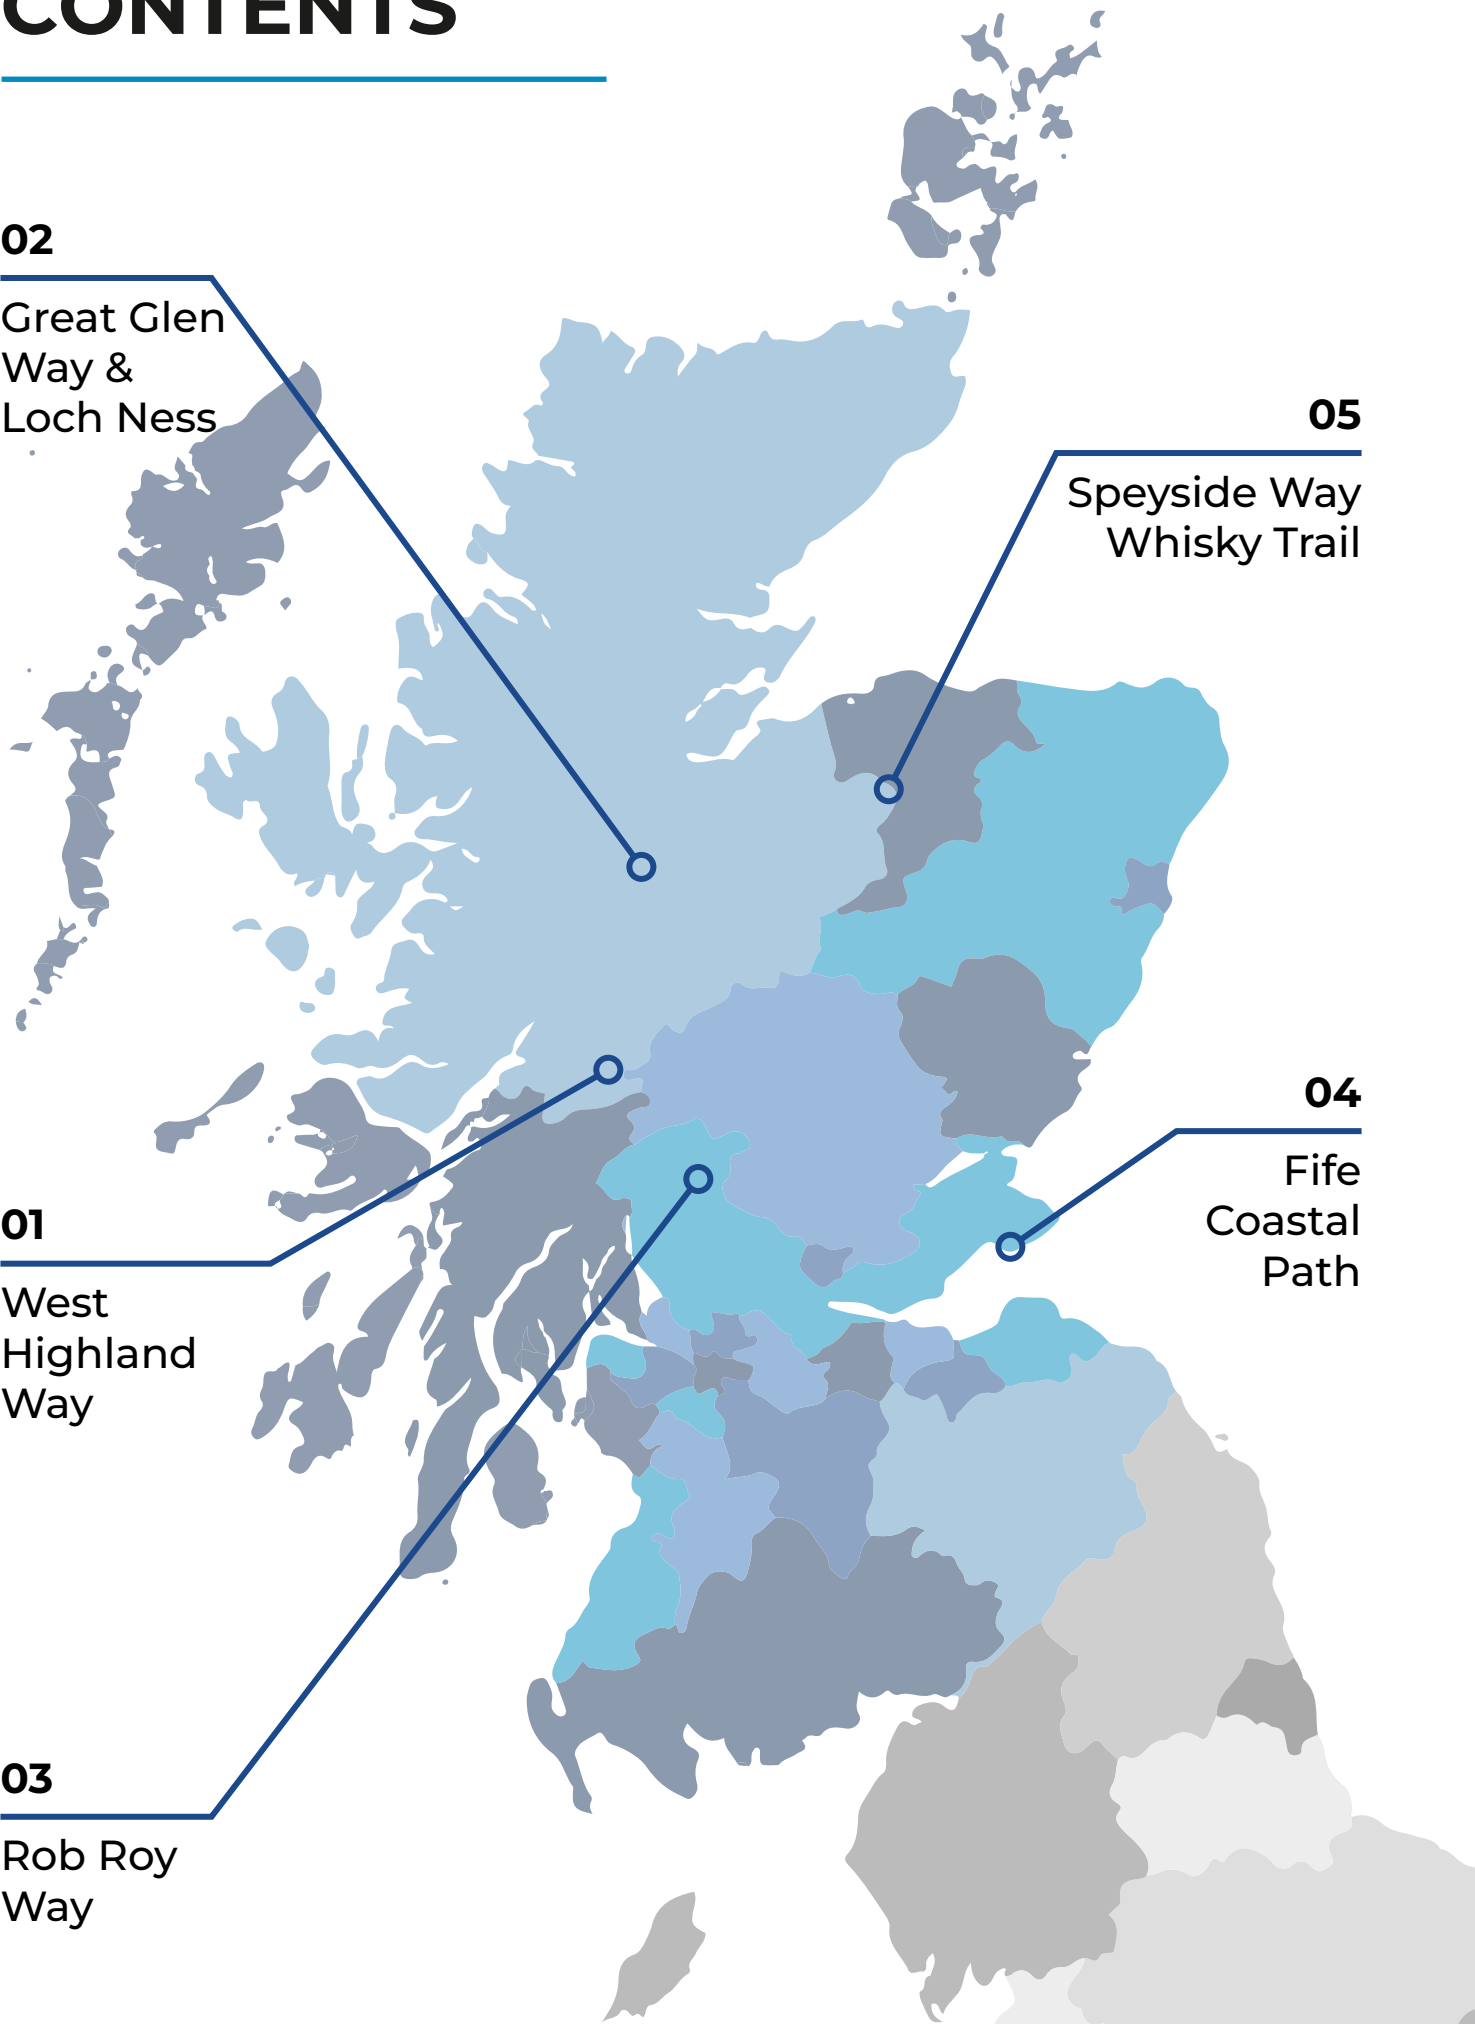 CONTENTS
02
Great Glen
Way &
Loch Ness
05
Speyside Way
Whisky Trail
04
Fife
Coastal
Path
01
West
Highland
Way
03
Rob Roy
Way